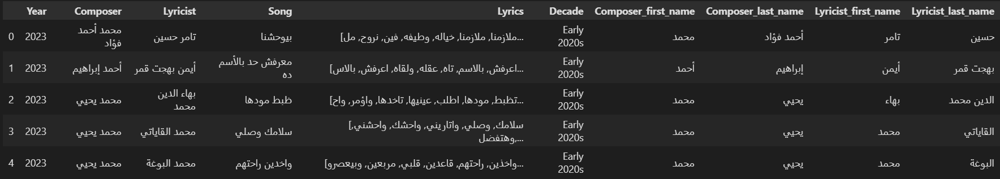 Year Composer Lyricist Song Lyrics Decade Composer_first_name Composer_last_name Lyricist_first_name Lyricist_last_name
0 2023 محمد أحمد فؤاد تامر حسين بيوحشنا [ملازمنا, ملازمنا, خياله, وطيفه, فين, نروح, مل... Early 2020s محمد أحمد فؤاد تامر حسين
1 2023 أحمد إبراهيم أيمن بهجت قمر معرفش حد بالأسم ده [اعرفش, بالاسم, تاه, عقله, ولقاه, اعرفش, بالاس... Early 2020s أحمد إبراهيم أيمن بهجت قمر
2 2023 محمد يحيي بهاء الدين محمد ظبط مودها [تظبط, مودها, اطلب, عينيها, تاخدها, واؤمر, واح... Early 2020s محمد يحيي بهاء الدين محمد
3 2023 محمد يحيي محمد القاياتي سلامك وصلي [سلامك, وصلي, واتاريني, واحشك, واحشني, وهتفضل,... Early 2020s محمد يحيي محمد القاياتي
4 2023 محمد يحيي محمد البوغة واخدين راحتهم [واخذين, راحتهم, قاعدين, قلبي, مربعين, وبيعصرو... Early 2020s محمد يحيي محمد البوغة